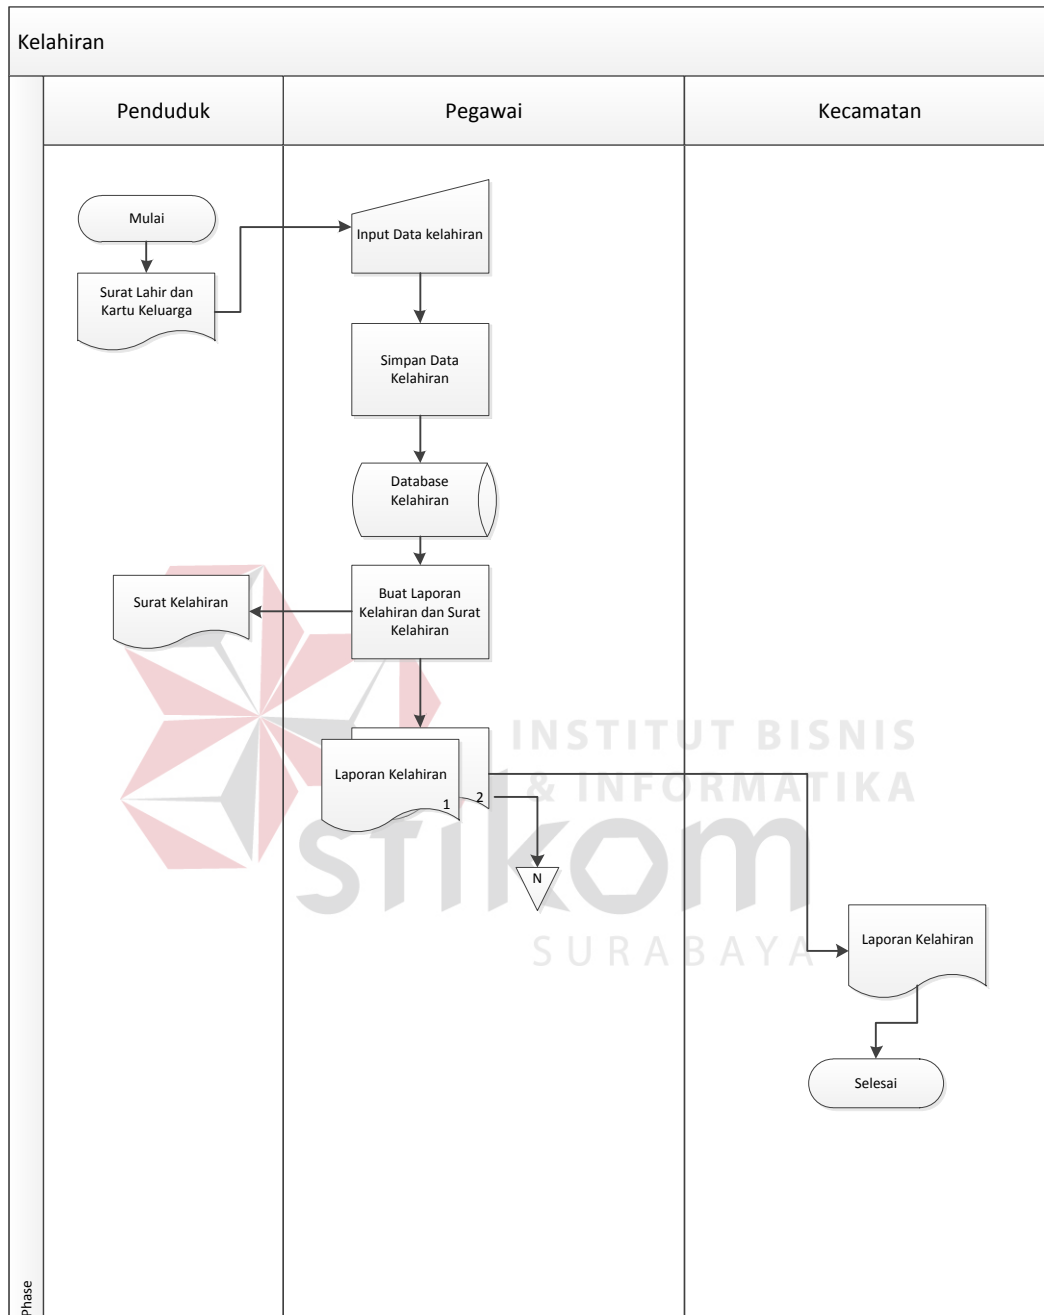 Kelahiran
Penduduk
Pegawai
Kecamatan
Mulai
Surat Lahir dan
Kartu Keluarga
Input Data kelahiran
Simpan Data
Kelahiran
Database
Kelahiran
Buat Laporan
Kelahiran dan Surat
Kelahiran
Surat Kelahiran
Laporan Kelahiran
1
2
N
Laporan Kelahiran
Selesai
INSTITUT BISNIS
& INFORMATIKA
stikom
SURABAYA
Phase